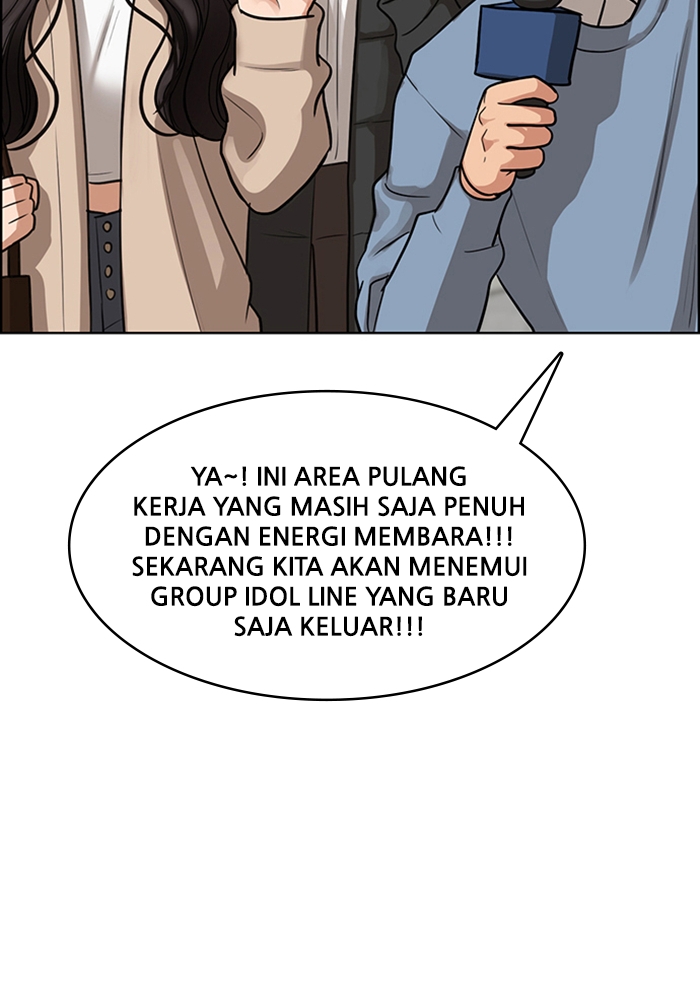 YA~! INI AREA PULANG
KERJA YANG MASIH SAJA PENUH
DENGAN ENERGI MEMBARA!!!
SEKARANG KITA AKAN MENEMUI
GROUP IDOL LINE YANG BARU
SAJA KELUAR!!!